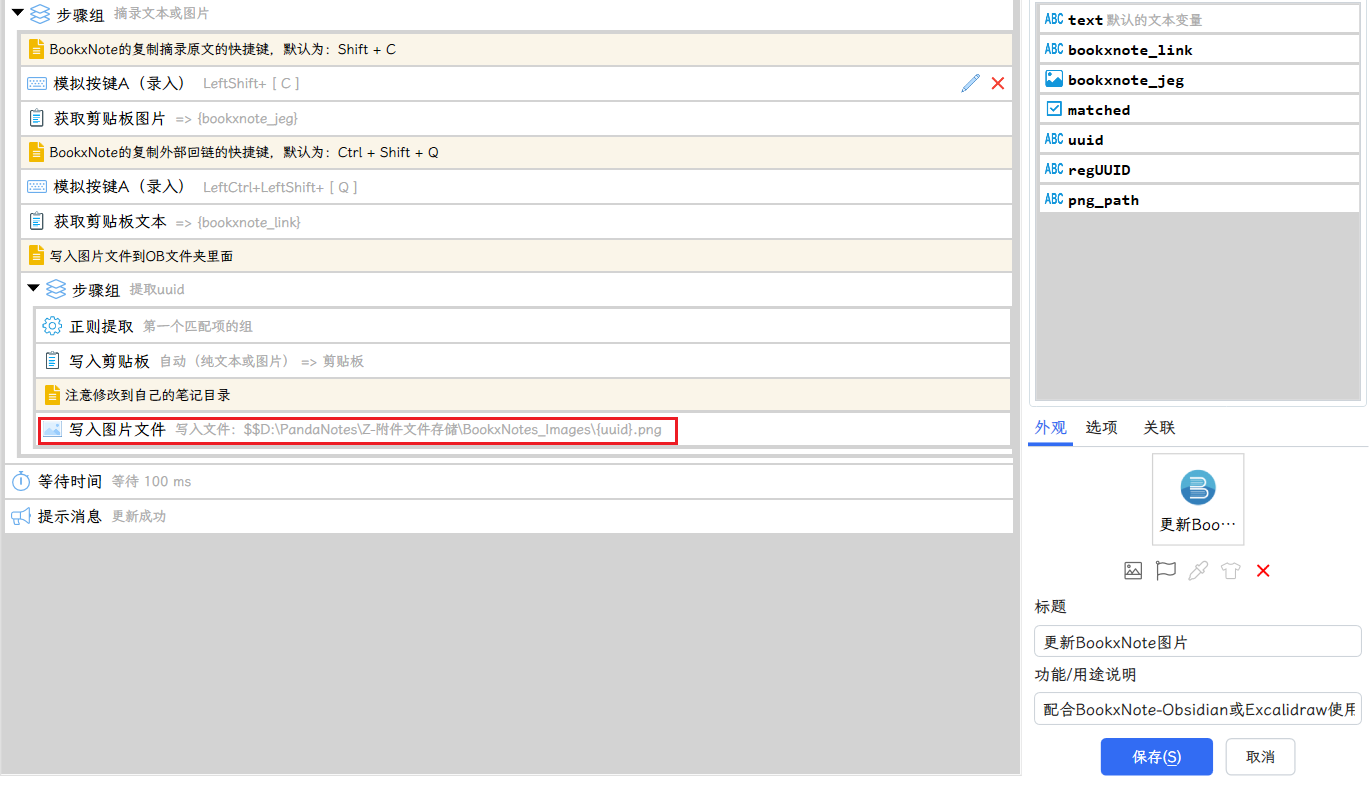 步骤组 摘录文本或图片
BookxNote的复制摘录原文的快捷键，默认为：Shift + C
模拟按键A（录入） LeftShift+ [ C ]
获取剪贴板图片 => {bookxnote_jeg}
BookxNote的复制外部回链的快捷键，默认为：Ctrl + Shift + Q
模拟按键A（录入） LeftCtrl+LeftShift+ [ Q ]
获取剪贴板文本 => {bookxnote_link}
写入图片文件到OB文件夹里面
步骤组 提取uuid
正则提取 第一个匹配项的组
写入剪贴板 自动（纯文本或图片） => 剪贴板
注意修改到自己的笔记目录
写入图片文件 写入文件：$$D:\PandaNotes\Z-附件文件存储\BookxNotes_Images\{uuid}.png
等待时间 等待 100 ms
提示消息 更新成功
ABC text 默认的文本变量
ABC bookxnote_link
bookxnote_jeg
matched
ABC uuid
ABC regUUID
ABC png_path
外观 选项 关联
更新Boo…
标题
更新BookxNote图片
功能/用途说明
配合BookxNote-Obsidian或Excalidraw使用
保存(S) 取消